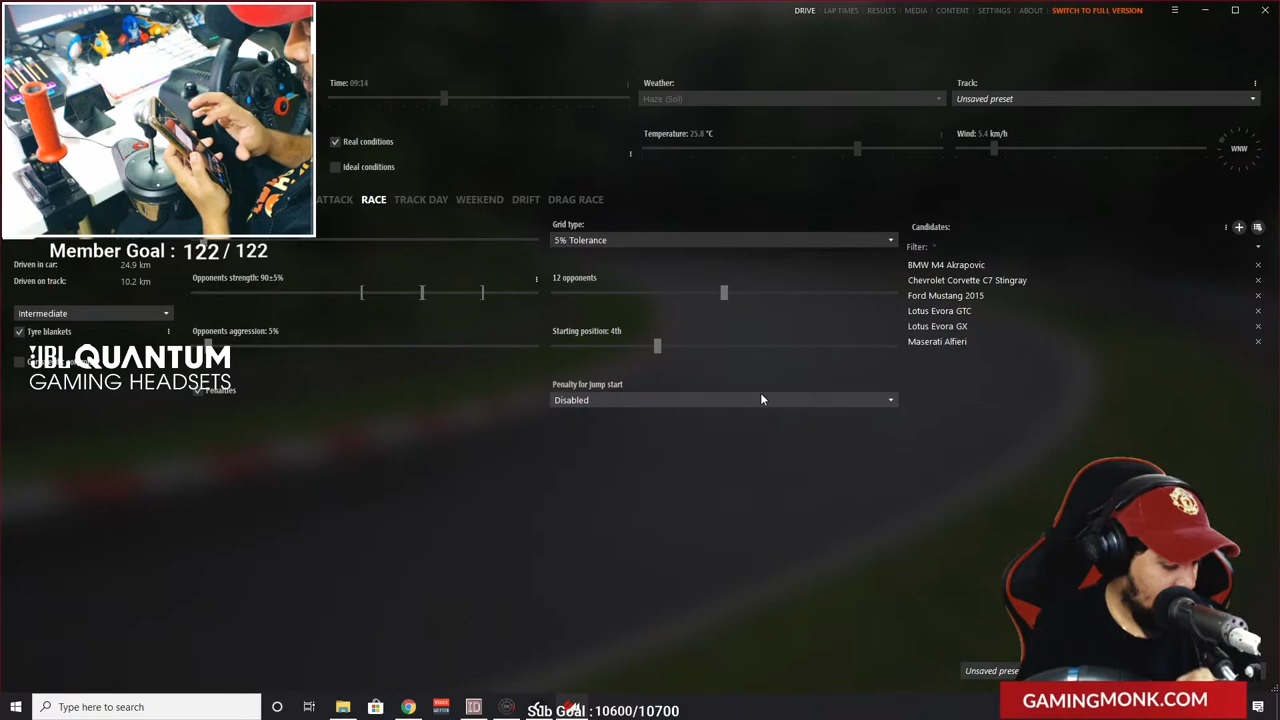 DRIVE LAP TIMES RESULTS MEDIA CONTENT SETTINGS ABOUT SWITCH TO FULL VERSION
Time: 09:14
Weather:
Track:
Haze (Sol)
Unsaved preset
Real conditions
Temperature: 25.8 °C
Wind: 5.4 km/h
WNW
Ideal conditions
ATTACK RACE TRACK DAY WEEKEND DRIFT DRAG RACE
Grid type:
Candidates:
5% Tolerance
Filter:
Member Goal : 122 / 122
Driven in car: 24.9 km
Driven on track: 10.2 km
Opponents strength: 90±5%
12 opponents
BMW M4 Akrapovic
Chevrolet Corvette C7 Stingray
Ford Mustang 2015
Lotus Evora GTC
Lotus Evora GX
Maserati Alfieri
Intermediate
Tyre blankets
Opponents aggression: 5%
Starting position: 4th
JBL QUANTUM
GAMING HEADSETS
Penalties
Penalty for jump start
Disabled
Unsaved prese
GAMINGMONK.COM
Type here to search
Sub Goal :10600/10700